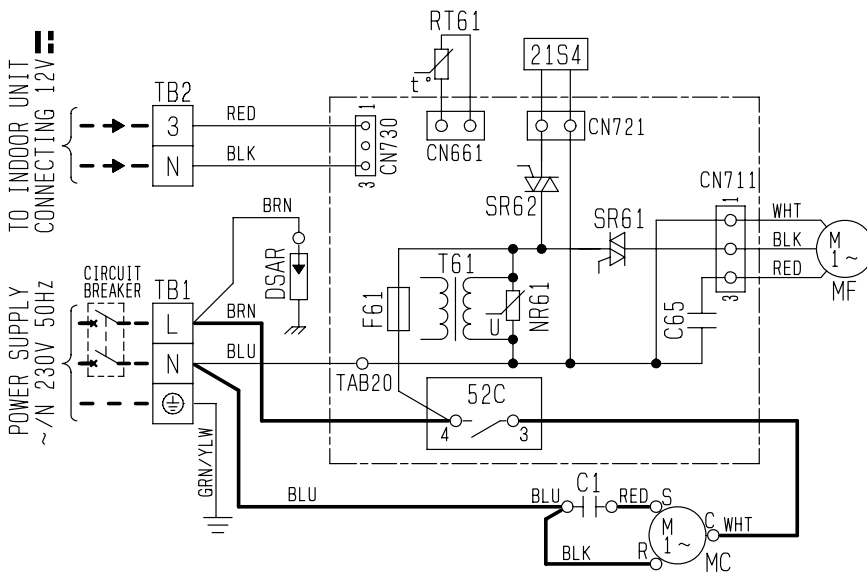 TO INDOOR UNIT
CONNECTING 12V
POWER SUPPLY
~/N 230V 50Hz
RT61
t°
21S4
TB2
3
N
RED
BLK
1
3
CN730
CN661
CN721
SR62
SR61
CN711
1
3
WHT
BLK
RED
M
1~
MF
BRN
DSAR
CIRCUIT
BREAKER
TB1
L
N
BRN
BLU
F61
T61
U
NR61
C65
TAB20
52C
4
3
GRN/YLW
BLU
BLU
C1
RED
S
M
1~
C
WHT
BLK
R
MC